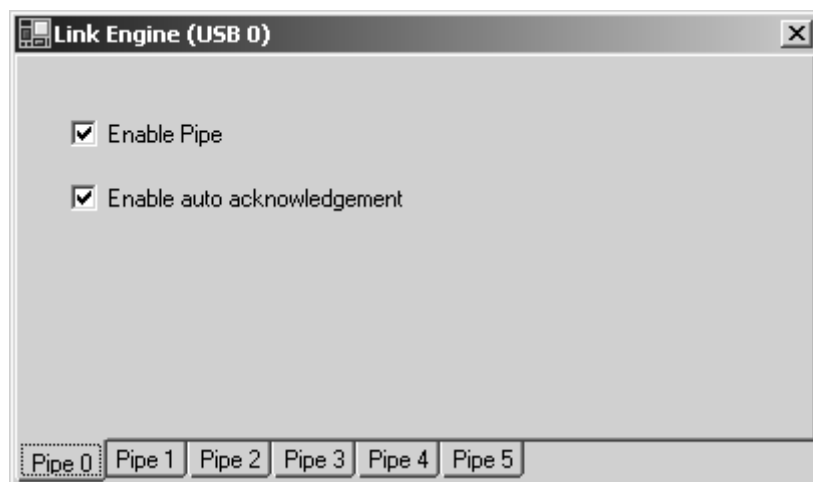 Link Engine (USB 0)
Enable Pipe
Enable auto acknowledgement
Pipe 0 Pipe 1 Pipe 2 Pipe 3 Pipe 4 Pipe 5